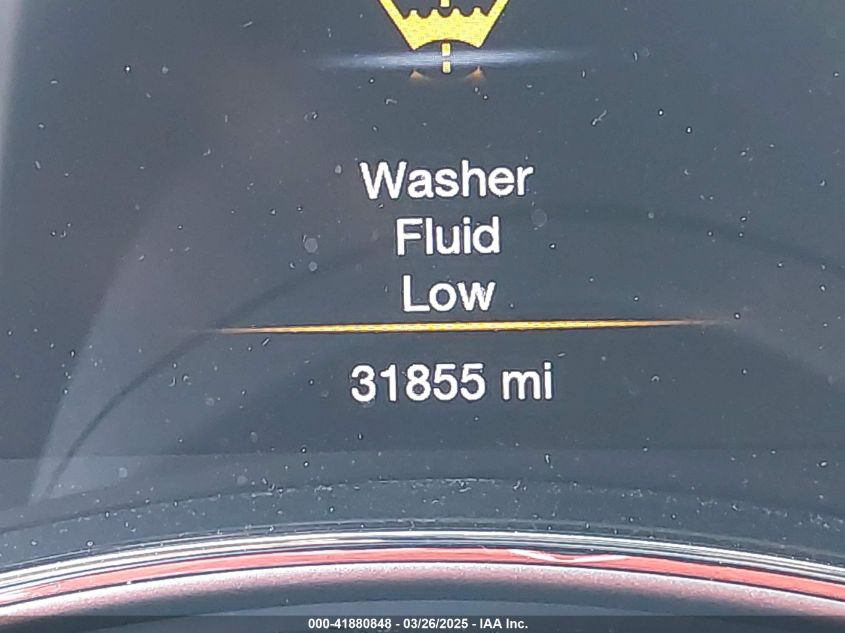 Washer
Fluid
Low
31855 mi
000-41880848 - 03/26/2025 - IAA Inc.